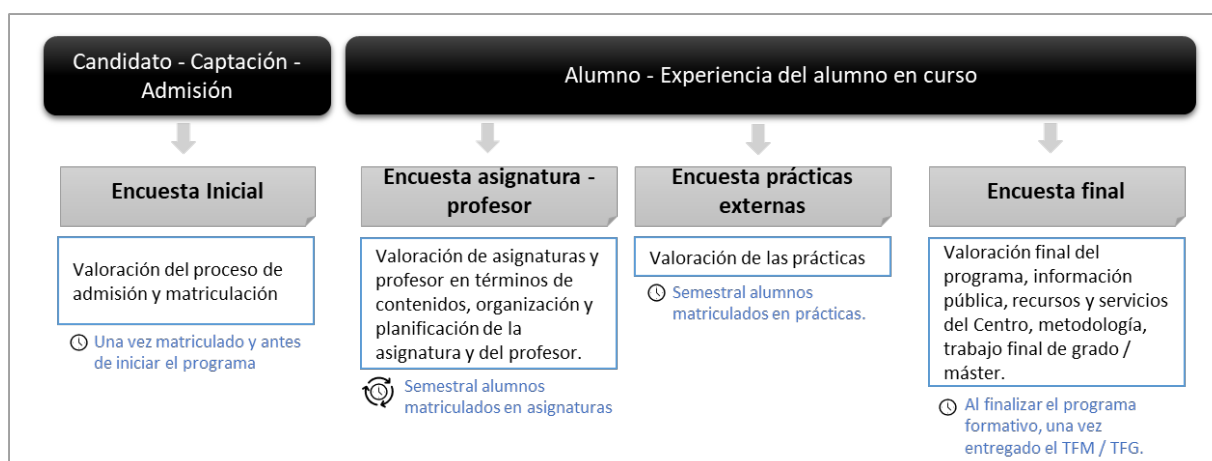 Candidato - Captación -
Admisión
Alumno - Experiencia del alumno en curso
Encuesta Inicial
Valoración del proceso de
admisión y matriculación
Una vez matriculado y antes
de iniciar el programa
Encuesta asignatura -
profesor
Valoración de asignaturas y
profesor en términos de
contenidos, organización y
planificación de la
asignatura y del profesor.
Semestral alumnos
matriculados en asignaturas
Encuesta prácticas
externas
Valoración de las prácticas
Semestral alumnos
matriculados en prácticas.
Encuesta final
Valoración final del
programa, información
pública, recursos y servicios
del Centro, metodología,
trabajo final de grado /
máster.
Al finalizar el programa
formativo, una vez
entregado el TFM / TFG.